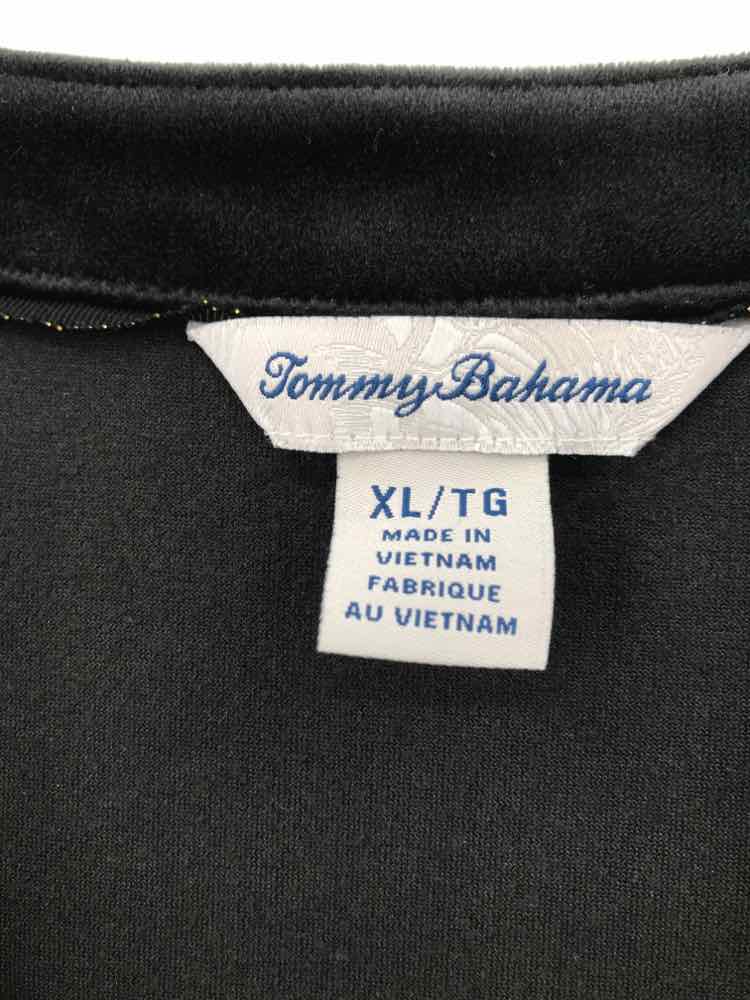 Tommy Bahama
XL/TG
MADE IN
VIETNAM
FABRIQUE
AU VIETNAM